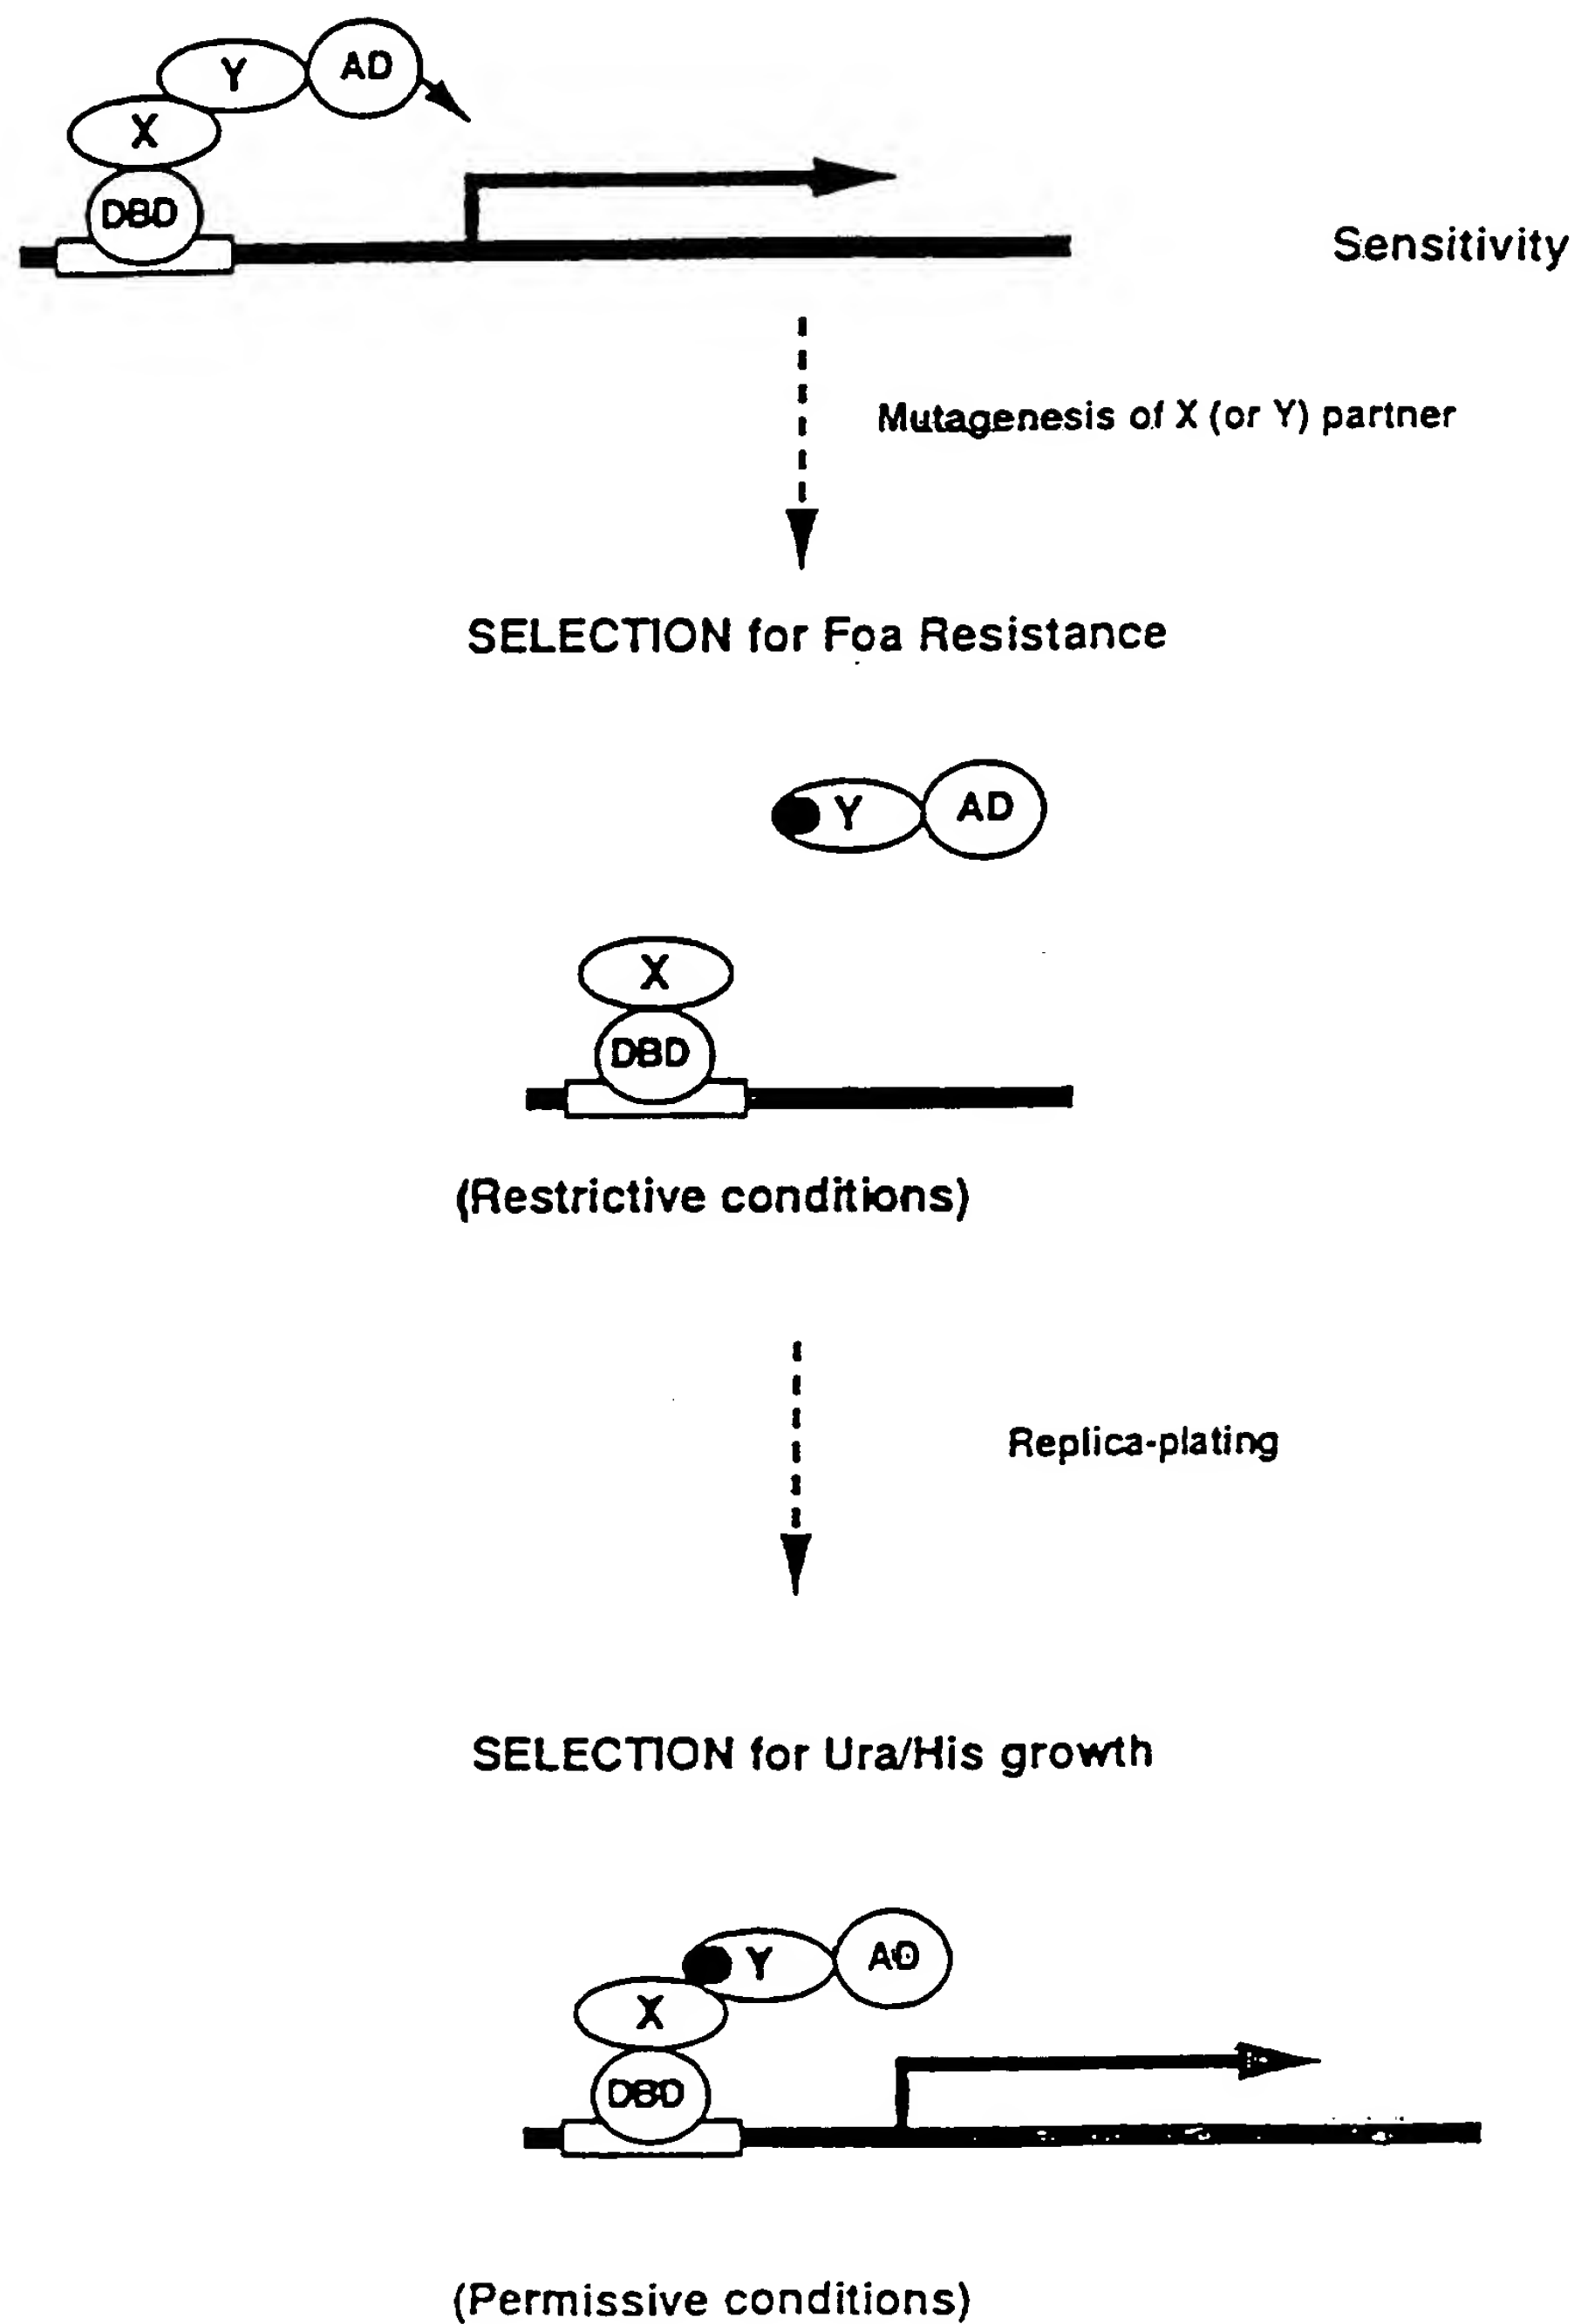 Y
AD
X
DBD
Sensitivity
Mutagenesis of X (or Y) partner
SELECTION for Foa Resistance
Y
AD
X
DBD
(Restrictive conditions)
Replica-plating
SELECTION for Ura/His growth
Y
AD
X
DBD
(Permissive conditions)